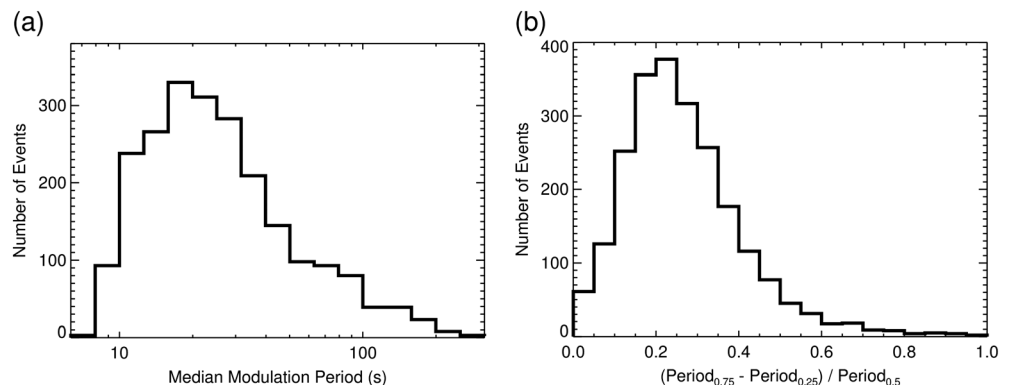 (a)
Number of Events
300
200
100
0
10
100
Median Modulation Period (s)
(b)
Number of Events
400
300
200
100
0
0.0
0.2
0.4
0.6
0.8
1.0
(Period0.75 - Period0.25) / Period0.5